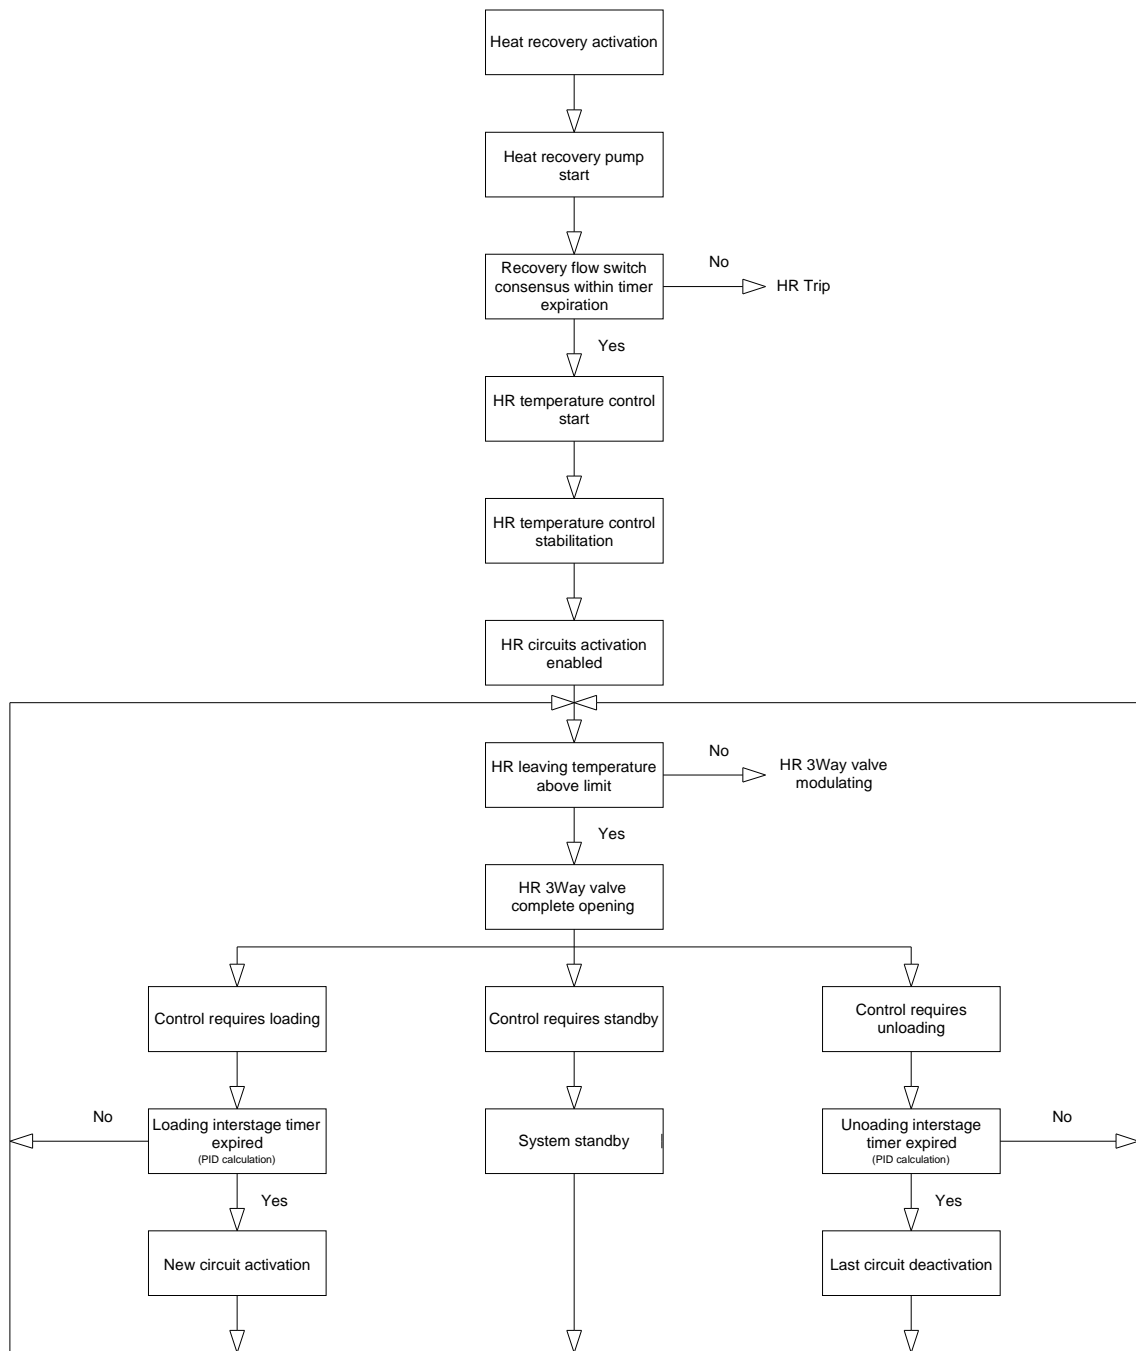 Heat recovery activation
Heat recovery pump
start
Recovery flow switch
consensus within timer
expiration
No
HR Trip
Yes
HR temperature control
start
HR temperature control
stabilitation
HR circuits activation
enabled
HR leaving temperature
above limit
No
HR 3Way valve
modulating
Yes
HR 3Way valve
complete opening
Control requires loading
Control requires standby
Control requires
unloading
No
Loading interstage timer
expired
(PID calculation)
System standby
Unoading interstage
timer expired
(PID calculation)
No
Yes
Yes
New circuit activation
Last circuit deactivation